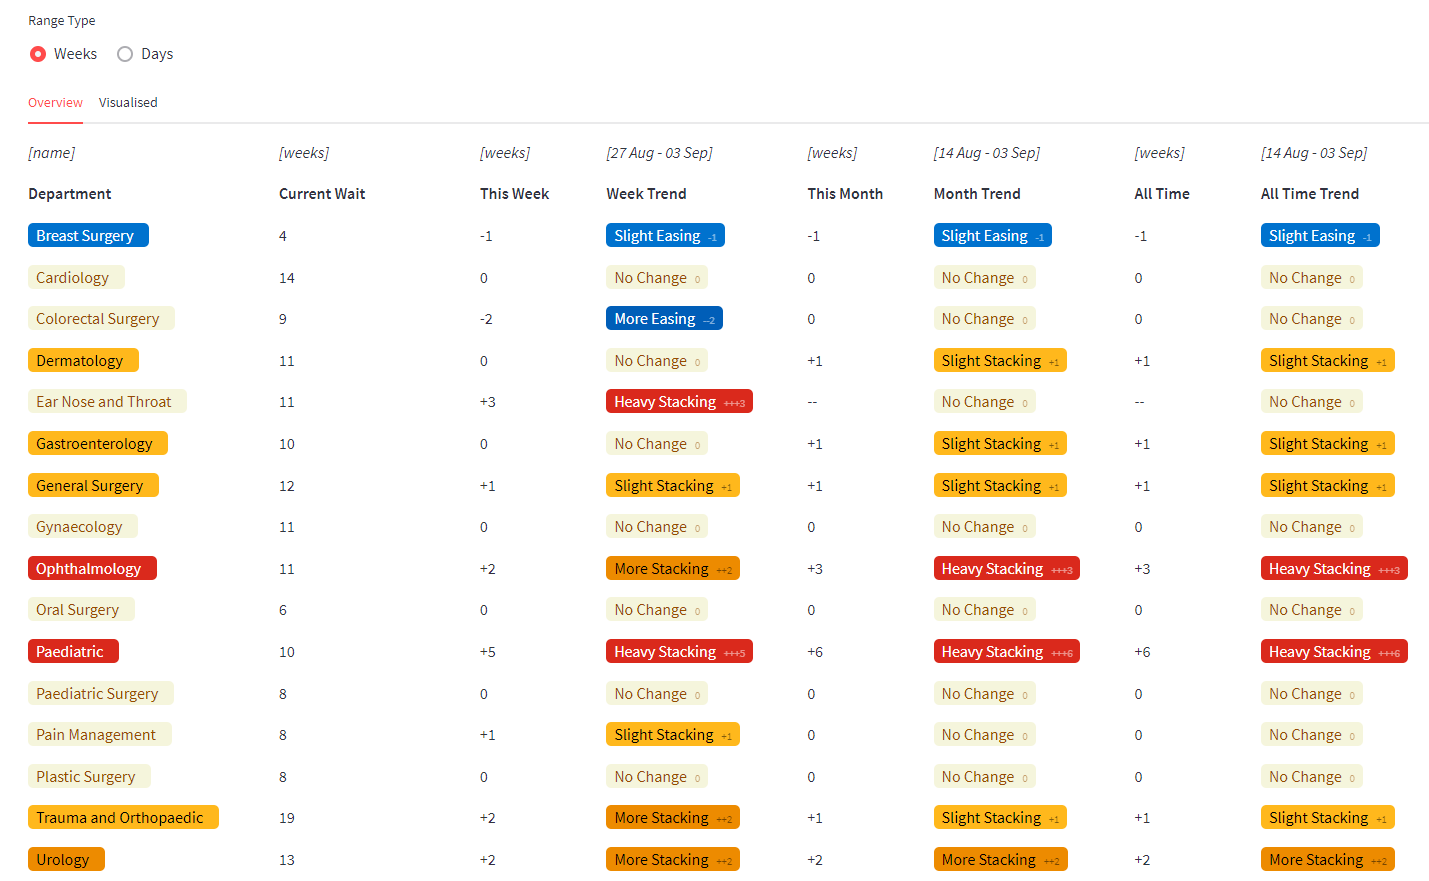 Range Type
Weeks Days
Overview Visualised
[name] [weeks] [weeks] [27 Aug - 03 Sep] [weeks] [14 Aug - 03 Sep] [weeks] [14 Aug - 03 Sep]
Department Current Wait This Week Week Trend This Month Month Trend All Time All Time Trend
Breast Surgery 4 -1 Slight Easing -1 -1 Slight Easing -1 -1 Slight Easing -1
Cardiology 14 0 No Change 0 0 No Change 0 0 No Change 0
Colorectal Surgery 9 -2 More Easing --2 0 No Change 0 0 No Change 0
Dermatology 11 0 No Change 0 +1 Slight Stacking +1 +1 Slight Stacking +1
Ear Nose and Throat 11 +3 Heavy Stacking +++3 -- No Change 0 -- No Change 0
Gastroenterology 10 0 No Change 0 +1 Slight Stacking +1 +1 Slight Stacking +1
General Surgery 12 +1 Slight Stacking +1 +1 Slight Stacking +1 +1 Slight Stacking +1
Gynaecology 11 0 No Change 0 0 No Change 0 0 No Change 0
Ophthalmology 11 +2 More Stacking ++2 +3 Heavy Stacking +++3 +3 Heavy Stacking +++3
Oral Surgery 6 0 No Change 0 0 No Change 0 0 No Change 0
Paediatric 10 +5 Heavy Stacking +++5 +6 Heavy Stacking +++6 +6 Heavy Stacking +++6
Paediatric Surgery 8 0 No Change 0 0 No Change 0 0 No Change 0
Pain Management 8 +1 Slight Stacking +1 0 No Change 0 0 No Change 0
Plastic Surgery 8 0 No Change 0 0 No Change 0 0 No Change 0
Trauma and Orthopaedic 19 +2 More Stacking ++2 +1 Slight Stacking +1 +1 Slight Stacking +1
Urology 13 +2 More Stacking ++2 +2 More Stacking ++2 +2 More Stacking ++2